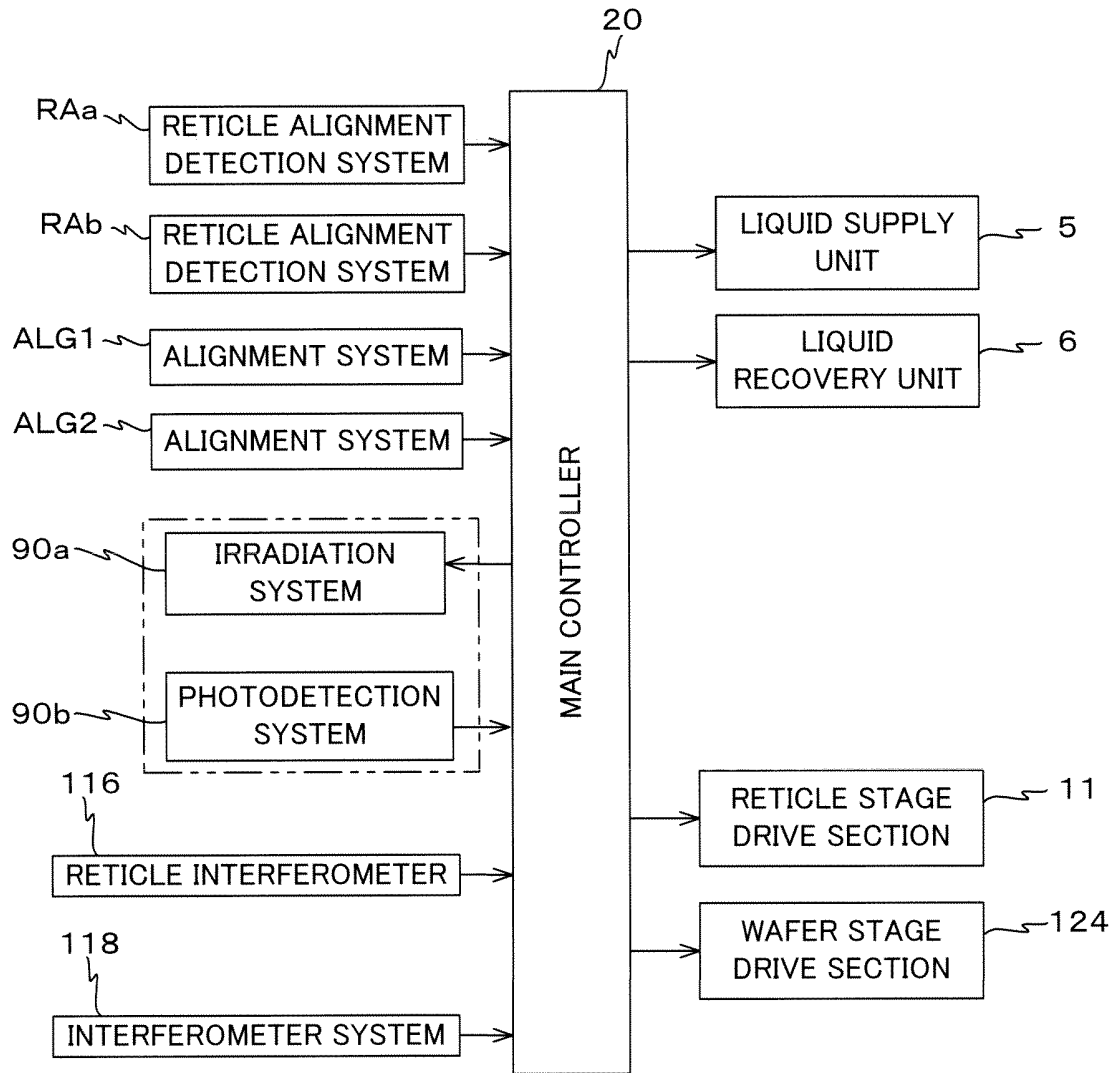 20
RAa
RETICLE ALIGNMENT
DETECTION SYSTEM
RAb
RETICLE ALIGNMENT
DETECTION SYSTEM
ALG1
ALIGNMENT SYSTEM
ALG2
ALIGNMENT SYSTEM
90a
IRRADIATION
SYSTEM
90b
PHOTODETECTION
SYSTEM
116
RETICLE INTERFEROMETER
118
INTERFEROMETER SYSTEM
MAIN CONTROLLER
LIQUID SUPPLY
UNIT
5
LIQUID
RECOVERY UNIT
6
RETICLE STAGE
DRIVE SECTION
11
WAFER STAGE
DRIVE SECTION
124